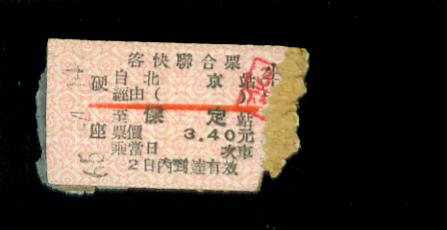 客快聯合票
硬座
自北京站
經由( )
至保定站
票價3.40元
乘當日 次車
2日內到達有效